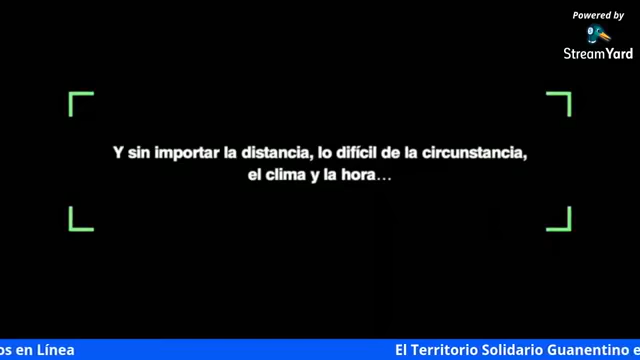 Powered by
StreamYard
Y sin importar la distancia, lo difícil de la circunstancia,
el clima y la hora...
os en Línea
El Territorio Solidario Guanentino e